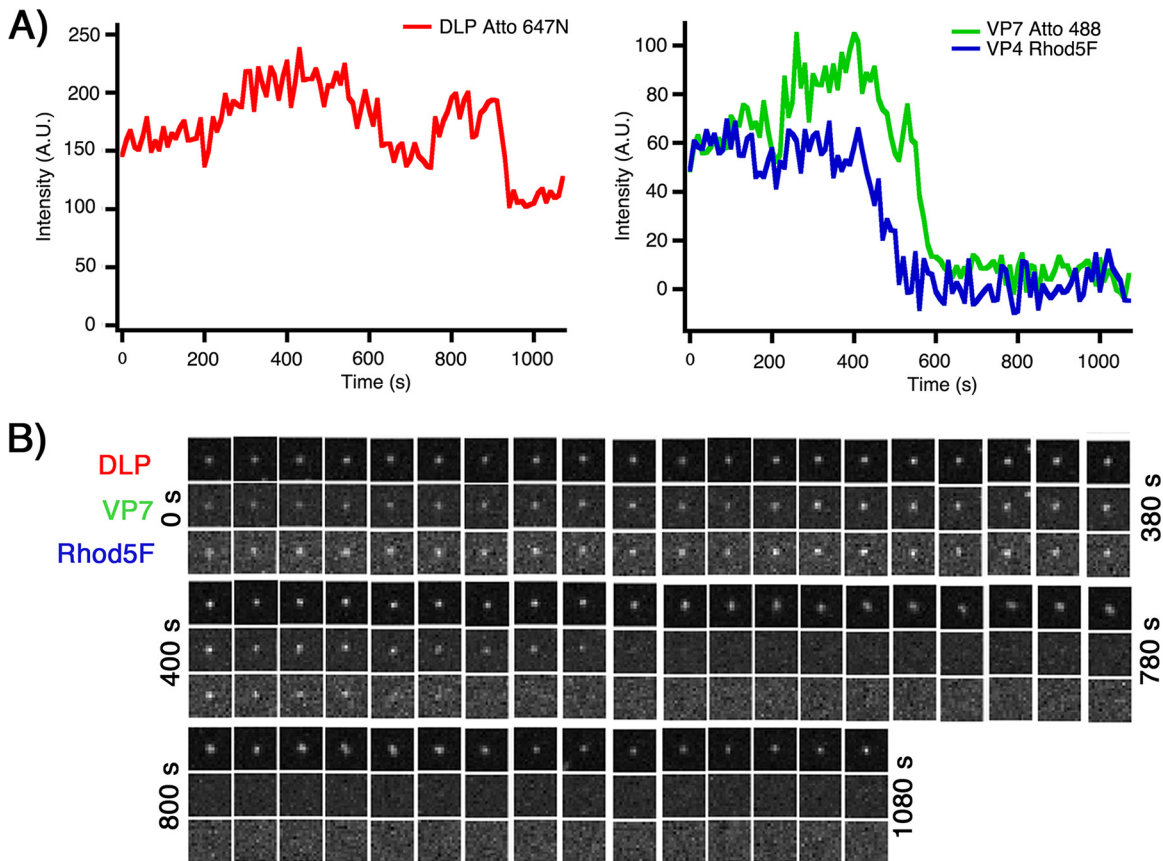 A)
DLP Atto 647N
250
200
150
100
50
0
Intensity (A.U.)
0 200 400 600 800 1000
Time (s)
VP7 Atto 488
VP4 Rhod5F
100
80
60
40
20
0
Intensity (A.U.)
0 200 400 600 800 1000
Time (s)
B)
DLP
VP7
Rhod5F
0 s
380 s
400 s
780 s
800 s
1080 s